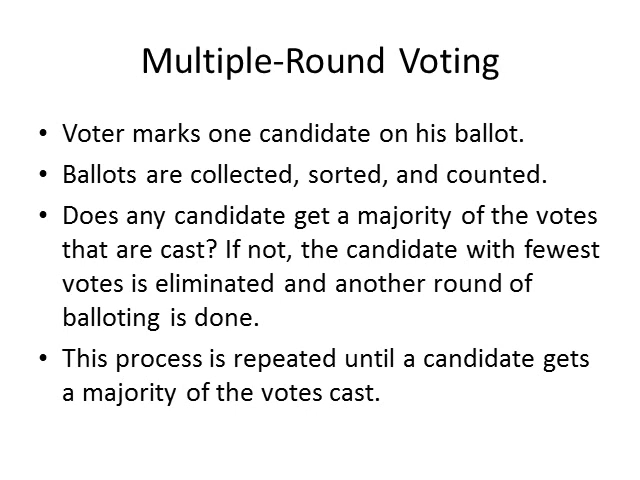 Multiple-Round Voting
• Voter marks one candidate on his ballot.
• Ballots are collected, sorted, and counted.
• Does any candidate get a majority of the votes
that are cast? If not, the candidate with fewest
votes is eliminated and another round of
balloting is done.
• This process is repeated until a candidate gets
a majority of the votes cast.